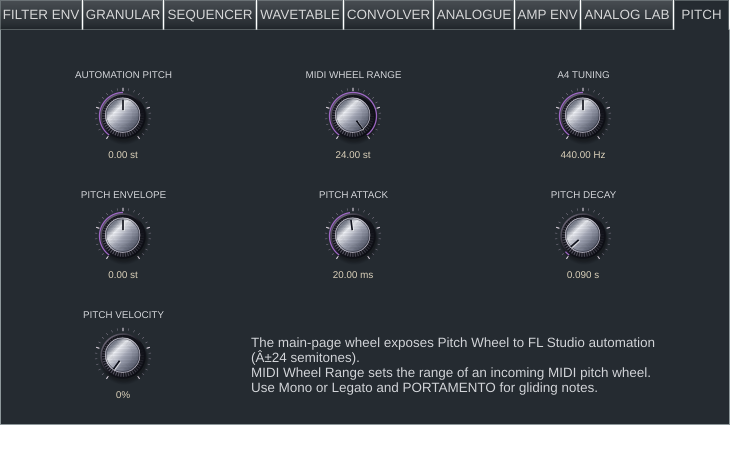 FILTER ENV GRANULAR SEQUENCER WAVETABLE CONVOLVER ANALOGUE AMP ENV ANALOG LAB PITCH
AUTOMATION PITCH MIDI WHEEL RANGE A4 TUNING
0.00 st 24.00 st 440.00 Hz
PITCH ENVELOPE PITCH ATTACK PITCH DECAY
0.00 st 20.00 ms 0.090 s
PITCH VELOCITY
0%
The main-page wheel exposes Pitch Wheel to FL Studio automation
(Â±24 semitones).
MIDI Wheel Range sets the range of an incoming MIDI pitch wheel.
Use Mono or Legato and PORTAMENTO for gliding notes.